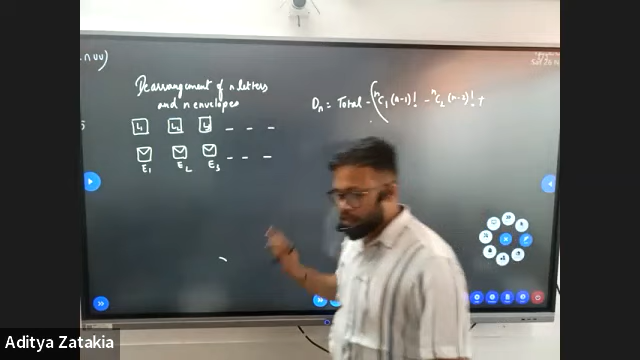 Dearrangement of n letters
and n envelopes
L₁ L₂ L₃ - - -
E₁ E₂ E₃
Dₙ = Total - (ⁿC₁ (n-1)! - ⁿC₂ (n-2)! +
Aditya Zatakia